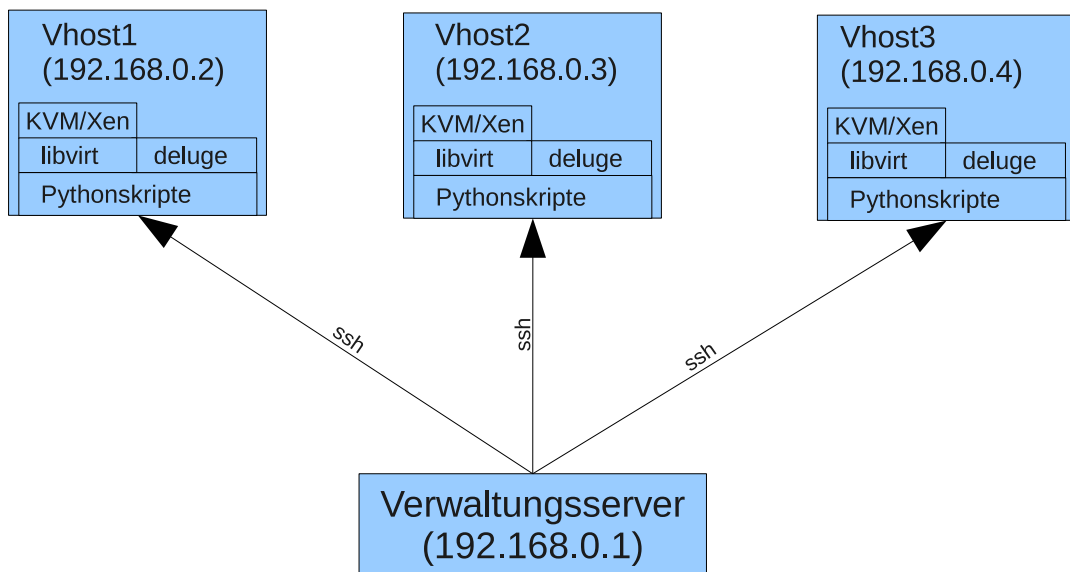 Vhost1
(192.168.0.2)
KVM/Xen
libvirt
deluge
Pythonskripte
Vhost2
(192.168.0.3)
KVM/Xen
libvirt
deluge
Pythonskripte
Vhost3
(192.168.0.4)
KVM/Xen
libvirt
deluge
Pythonskripte
ssh
ssh
ssh
Verwaltungsserver
(192.168.0.1)